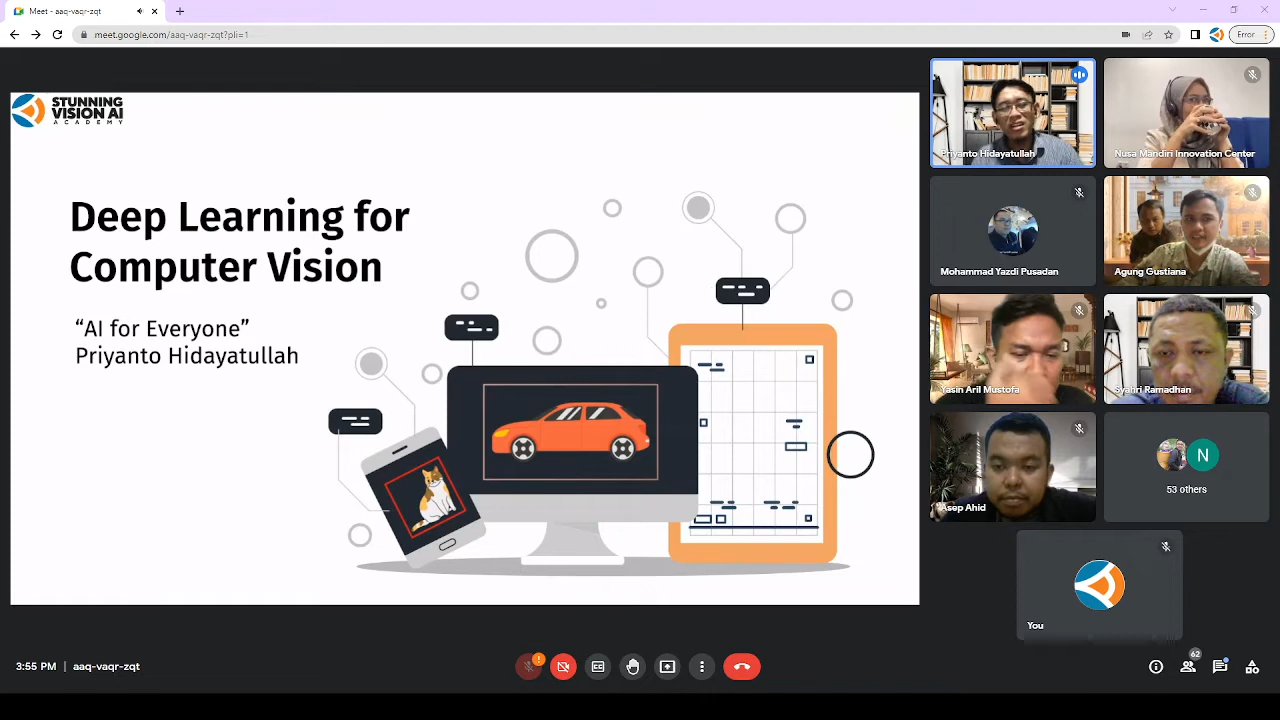 Meet - aaq-vaqr-zqt
meet.google.com/aaq-vaqr-zqt?pli=1
Error
STUNNING
VISION AI
ACADEMY
Deep Learning for
Computer Vision
“AI for Everyone”
Priyanto Hidayatullah
Priyanto Hidayatullah
Nusa Mandiri Innovation Center
Mohammad Yazdi Pusadan
Agung Gustiana
Yasin Aril Mustofa
Syahri Ramadhan
Asep Ahid
N
53 others
You
3:55 PM | aaq-vaqr-zqt
62